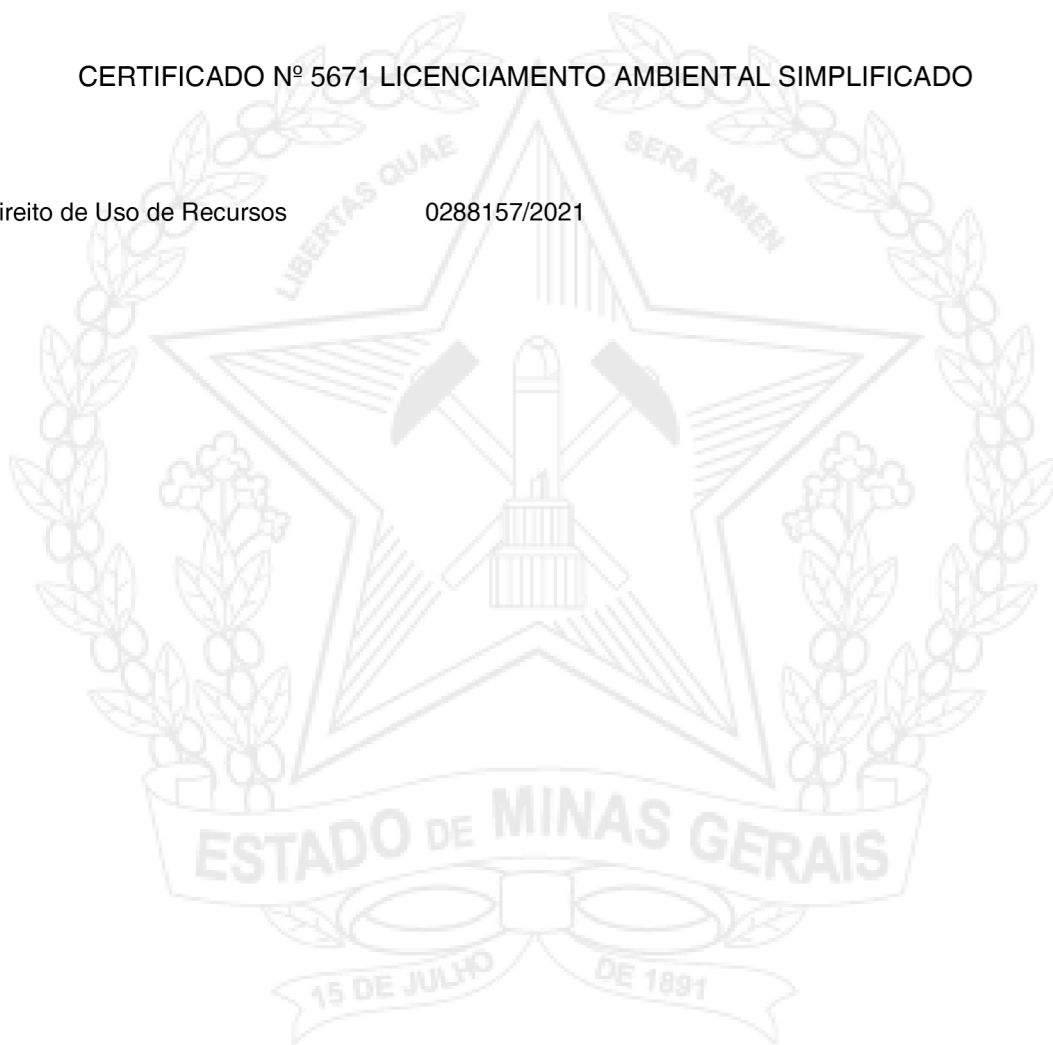 CERTIFICADO Nº 5671 LICENCIAMENTO AMBIENTAL SIMPLIFICADO
LIBERTAS QUAE SERA TAMEN
ireito de Uso de Recursos 0288157/2021
ESTADO DE MINAS GERAIS
15 DE JULHO DE 1891